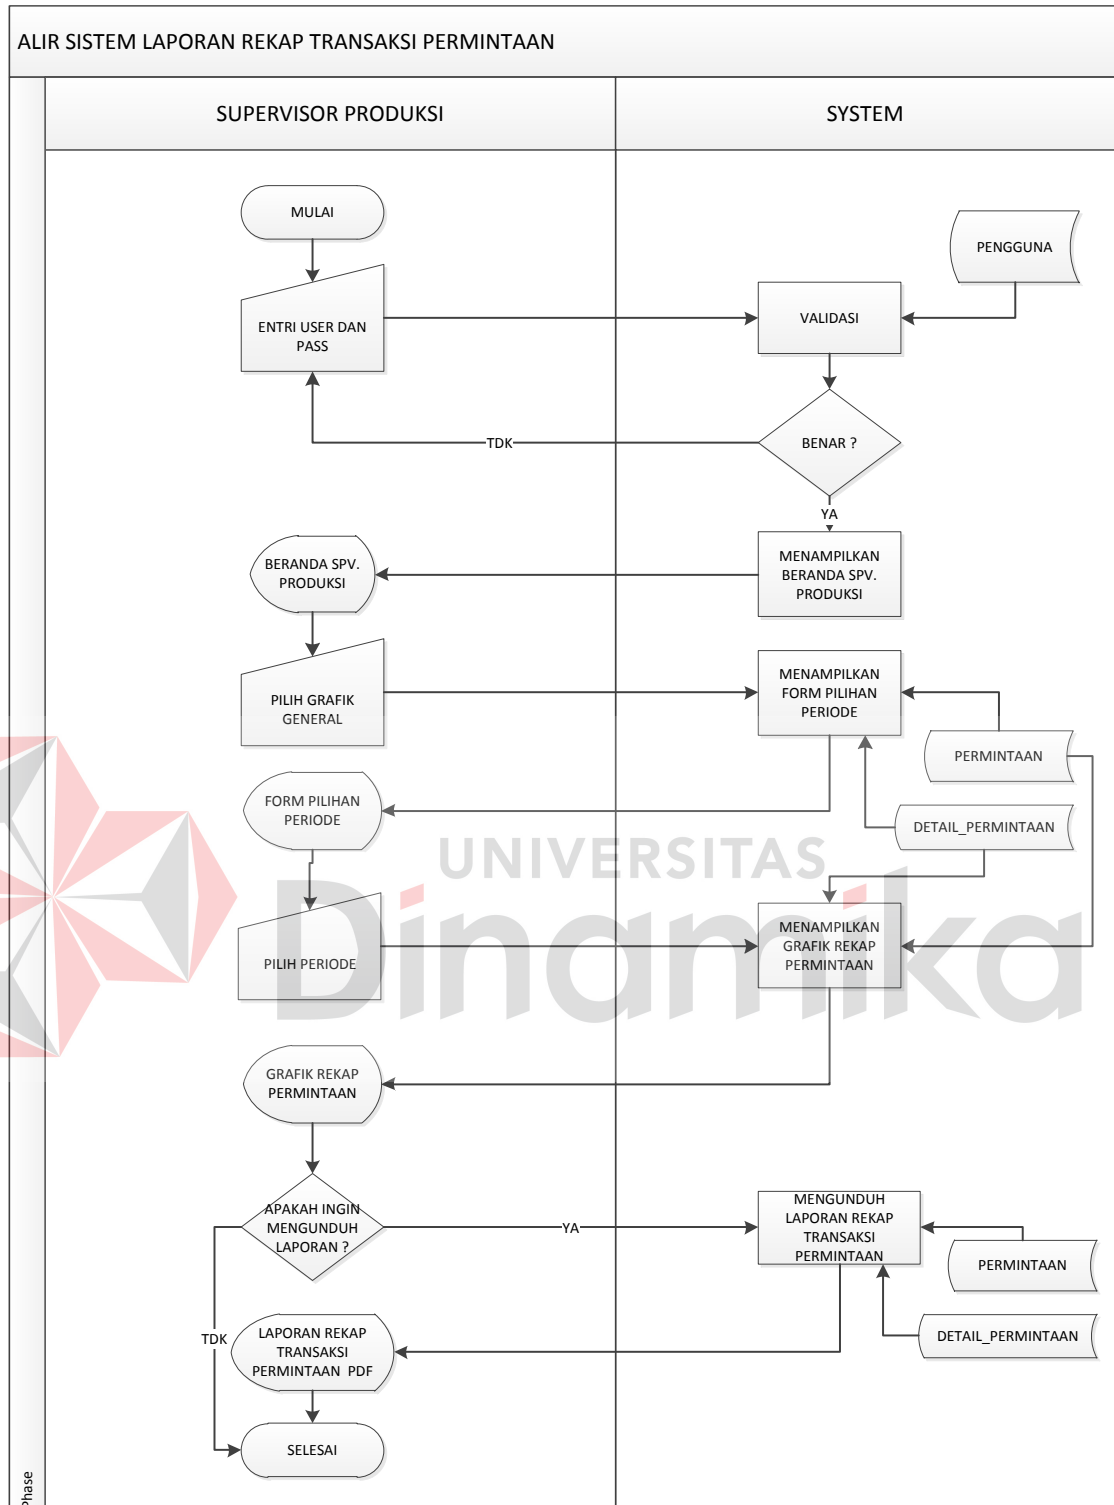 ALIR SISTEM LAPORAN REKAP TRANSAKSI PERMINTAAN
SUPERVISOR PRODUKSI
SYSTEM
MULAI
PENGGUNA
ENTRI USER DAN
PASS
VALIDASI
BENAR ?
TDK
YA
BERANDA SPV.
PRODUKSI
MENAMPILKAN
BERANDA SPV.
PRODUKSI
PILIH GRAFIK
GENERAL
MENAMPILKAN
FORM PILIHAN
PERIODE
PERMINTAAN
FORM PILIHAN
PERIODE
DETAIL_PERMINTAAN
UNIVERSITAS
Dinamika
PILIH PERIODE
MENAMPILKAN
GRAFIK REKAP
PERMINTAAN
GRAFIK REKAP
PERMINTAAN
APAKAH INGIN
MENGUNDUH
LAPORAN ?
YA
MENGUNDUH
LAPORAN REKAP
TRANSAKSI
PERMINTAAN
PERMINTAAN
TDK
LAPORAN REKAP
TRANSAKSI
PERMINTAAN PDF
DETAIL_PERMINTAAN
SELESAI
Phase